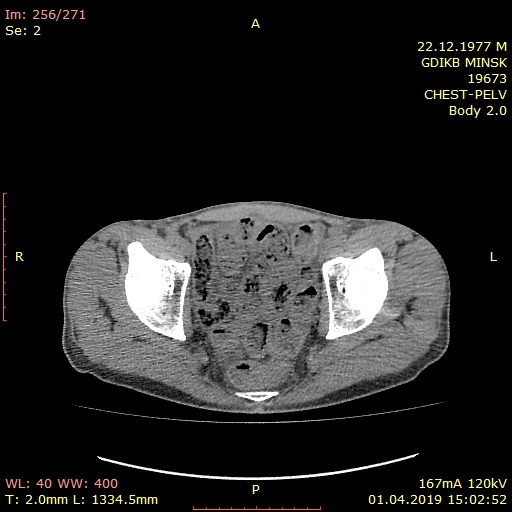 Im: 256/271
Se: 2
A
22.12.1977 M
GDIKB MINSK
19673
CHEST-PELV
Body 2.0
R
L
WL: 40 WW: 400
T: 2.0mm L: 1334.5mm
P
167mA 120kV
01.04.2019 15:02:52